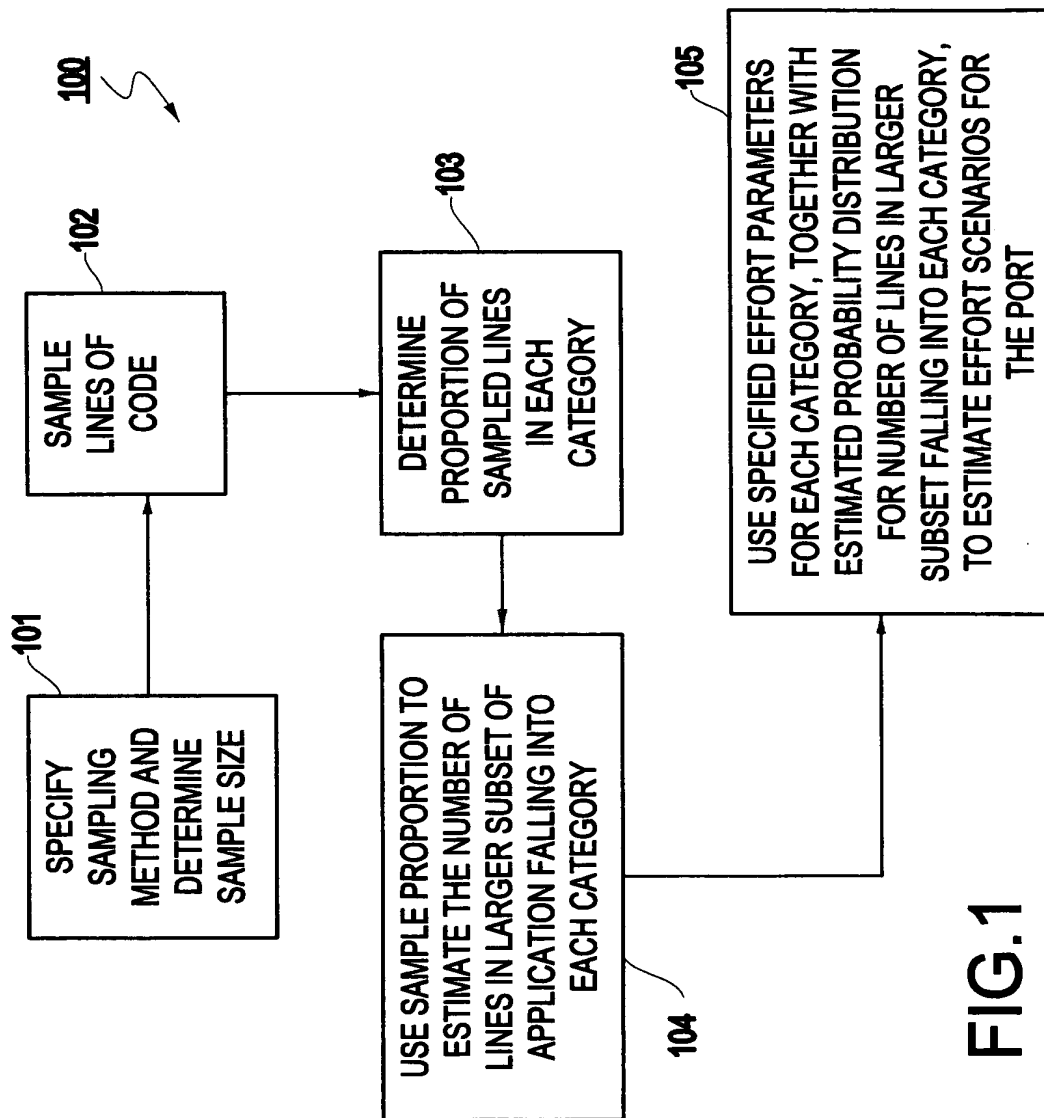 100
101
SPECIFY
SAMPLING
METHOD AND
DETERMINE
SAMPLE SIZE
102
SAMPLE
LINES OF
CODE
103
DETERMINE
PROPORTION OF
SAMPLED LINES
IN EACH
CATEGORY
USE SAMPLE PROPORTION TO
ESTIMATE THE NUMBER OF
LINES IN LARGER SUBSET OF
APPLICATION FALLING INTO
EACH CATEGORY
104
105
USE SPECIFIED EFFORT PARAMETERS
FOR EACH CATEGORY, TOGETHER WITH
ESTIMATED PROBABILITY DISTRIBUTION
FOR NUMBER OF LINES IN LARGER
SUBSET FALLING INTO EACH CATEGORY,
TO ESTIMATE EFFORT SCENARIOS FOR
THE PORT
FIG.1